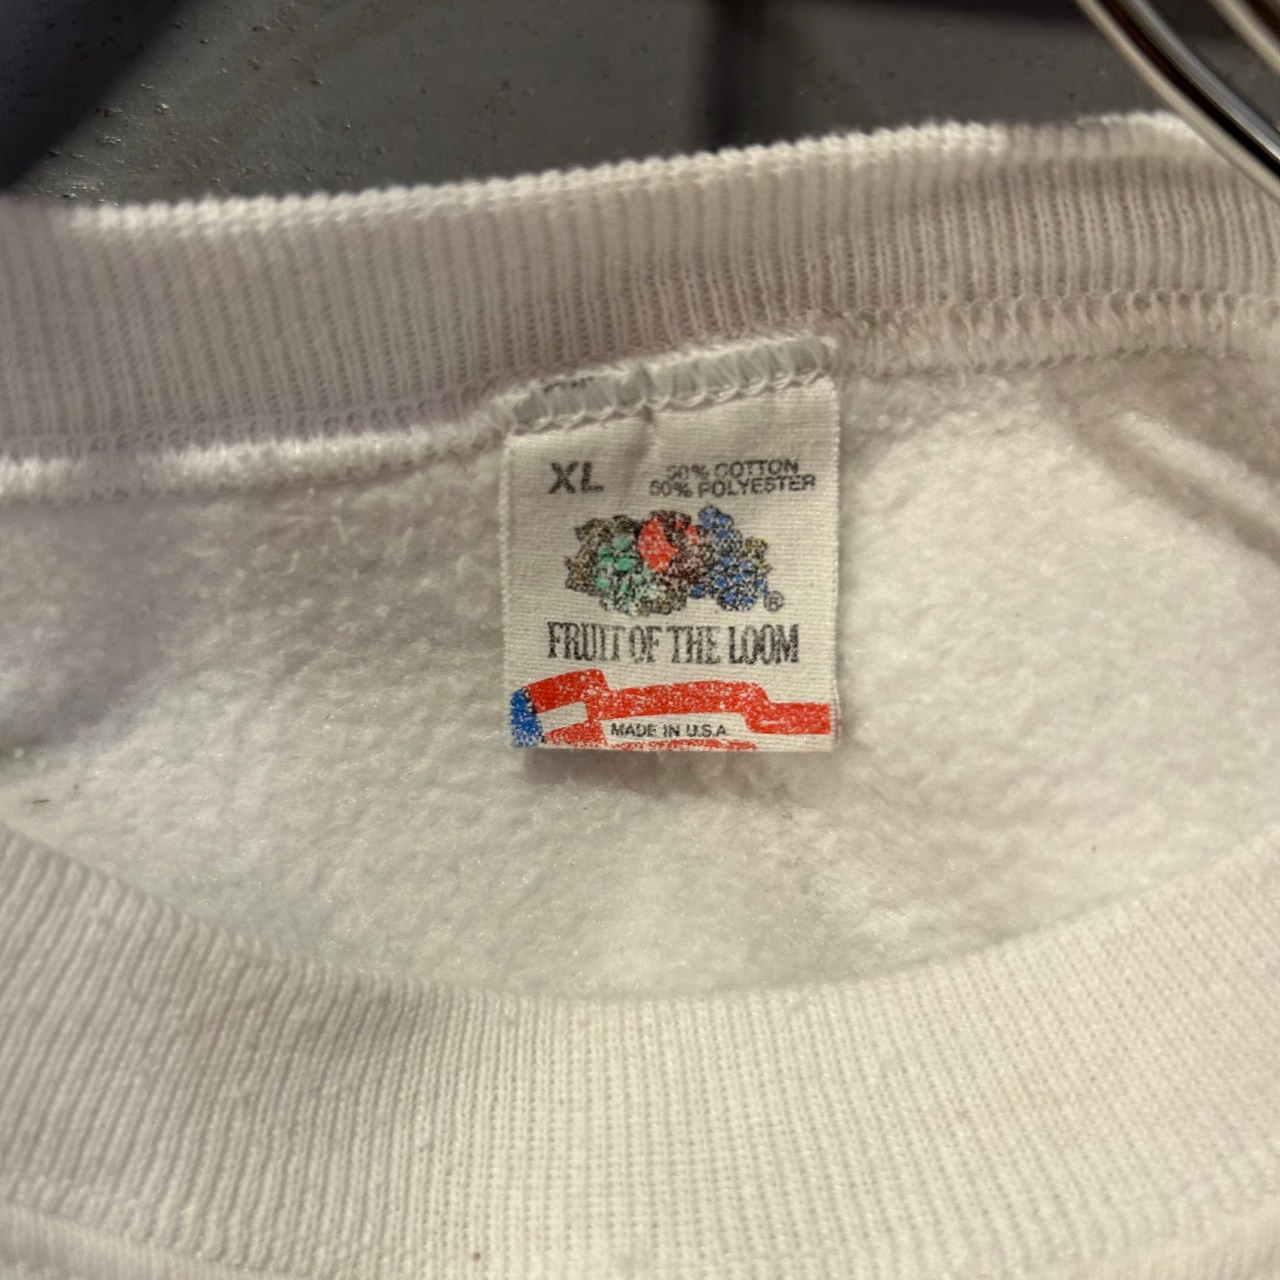 XL
50% COTTON
50% POLYESTER
®
FRUIT OF THE LOOM
MADE IN U.S.A.